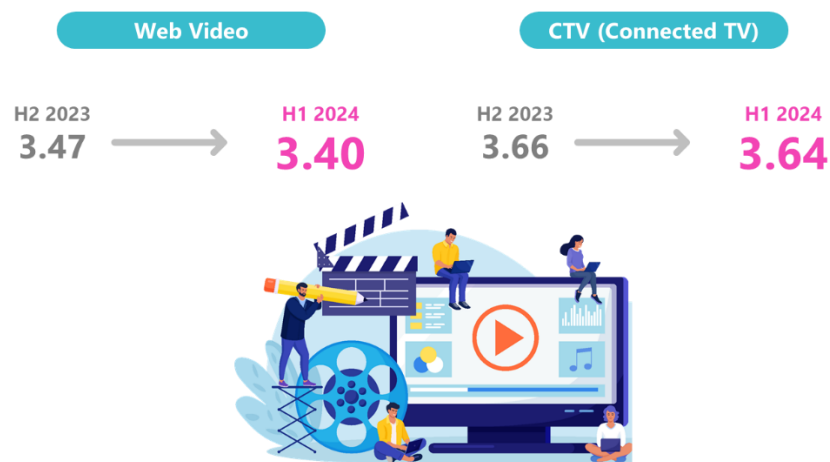 Web Video
CTV (Connected TV)
H2 2023
3.47
H1 2024
3.40
H2 2023
3.66
H1 2024
3.64